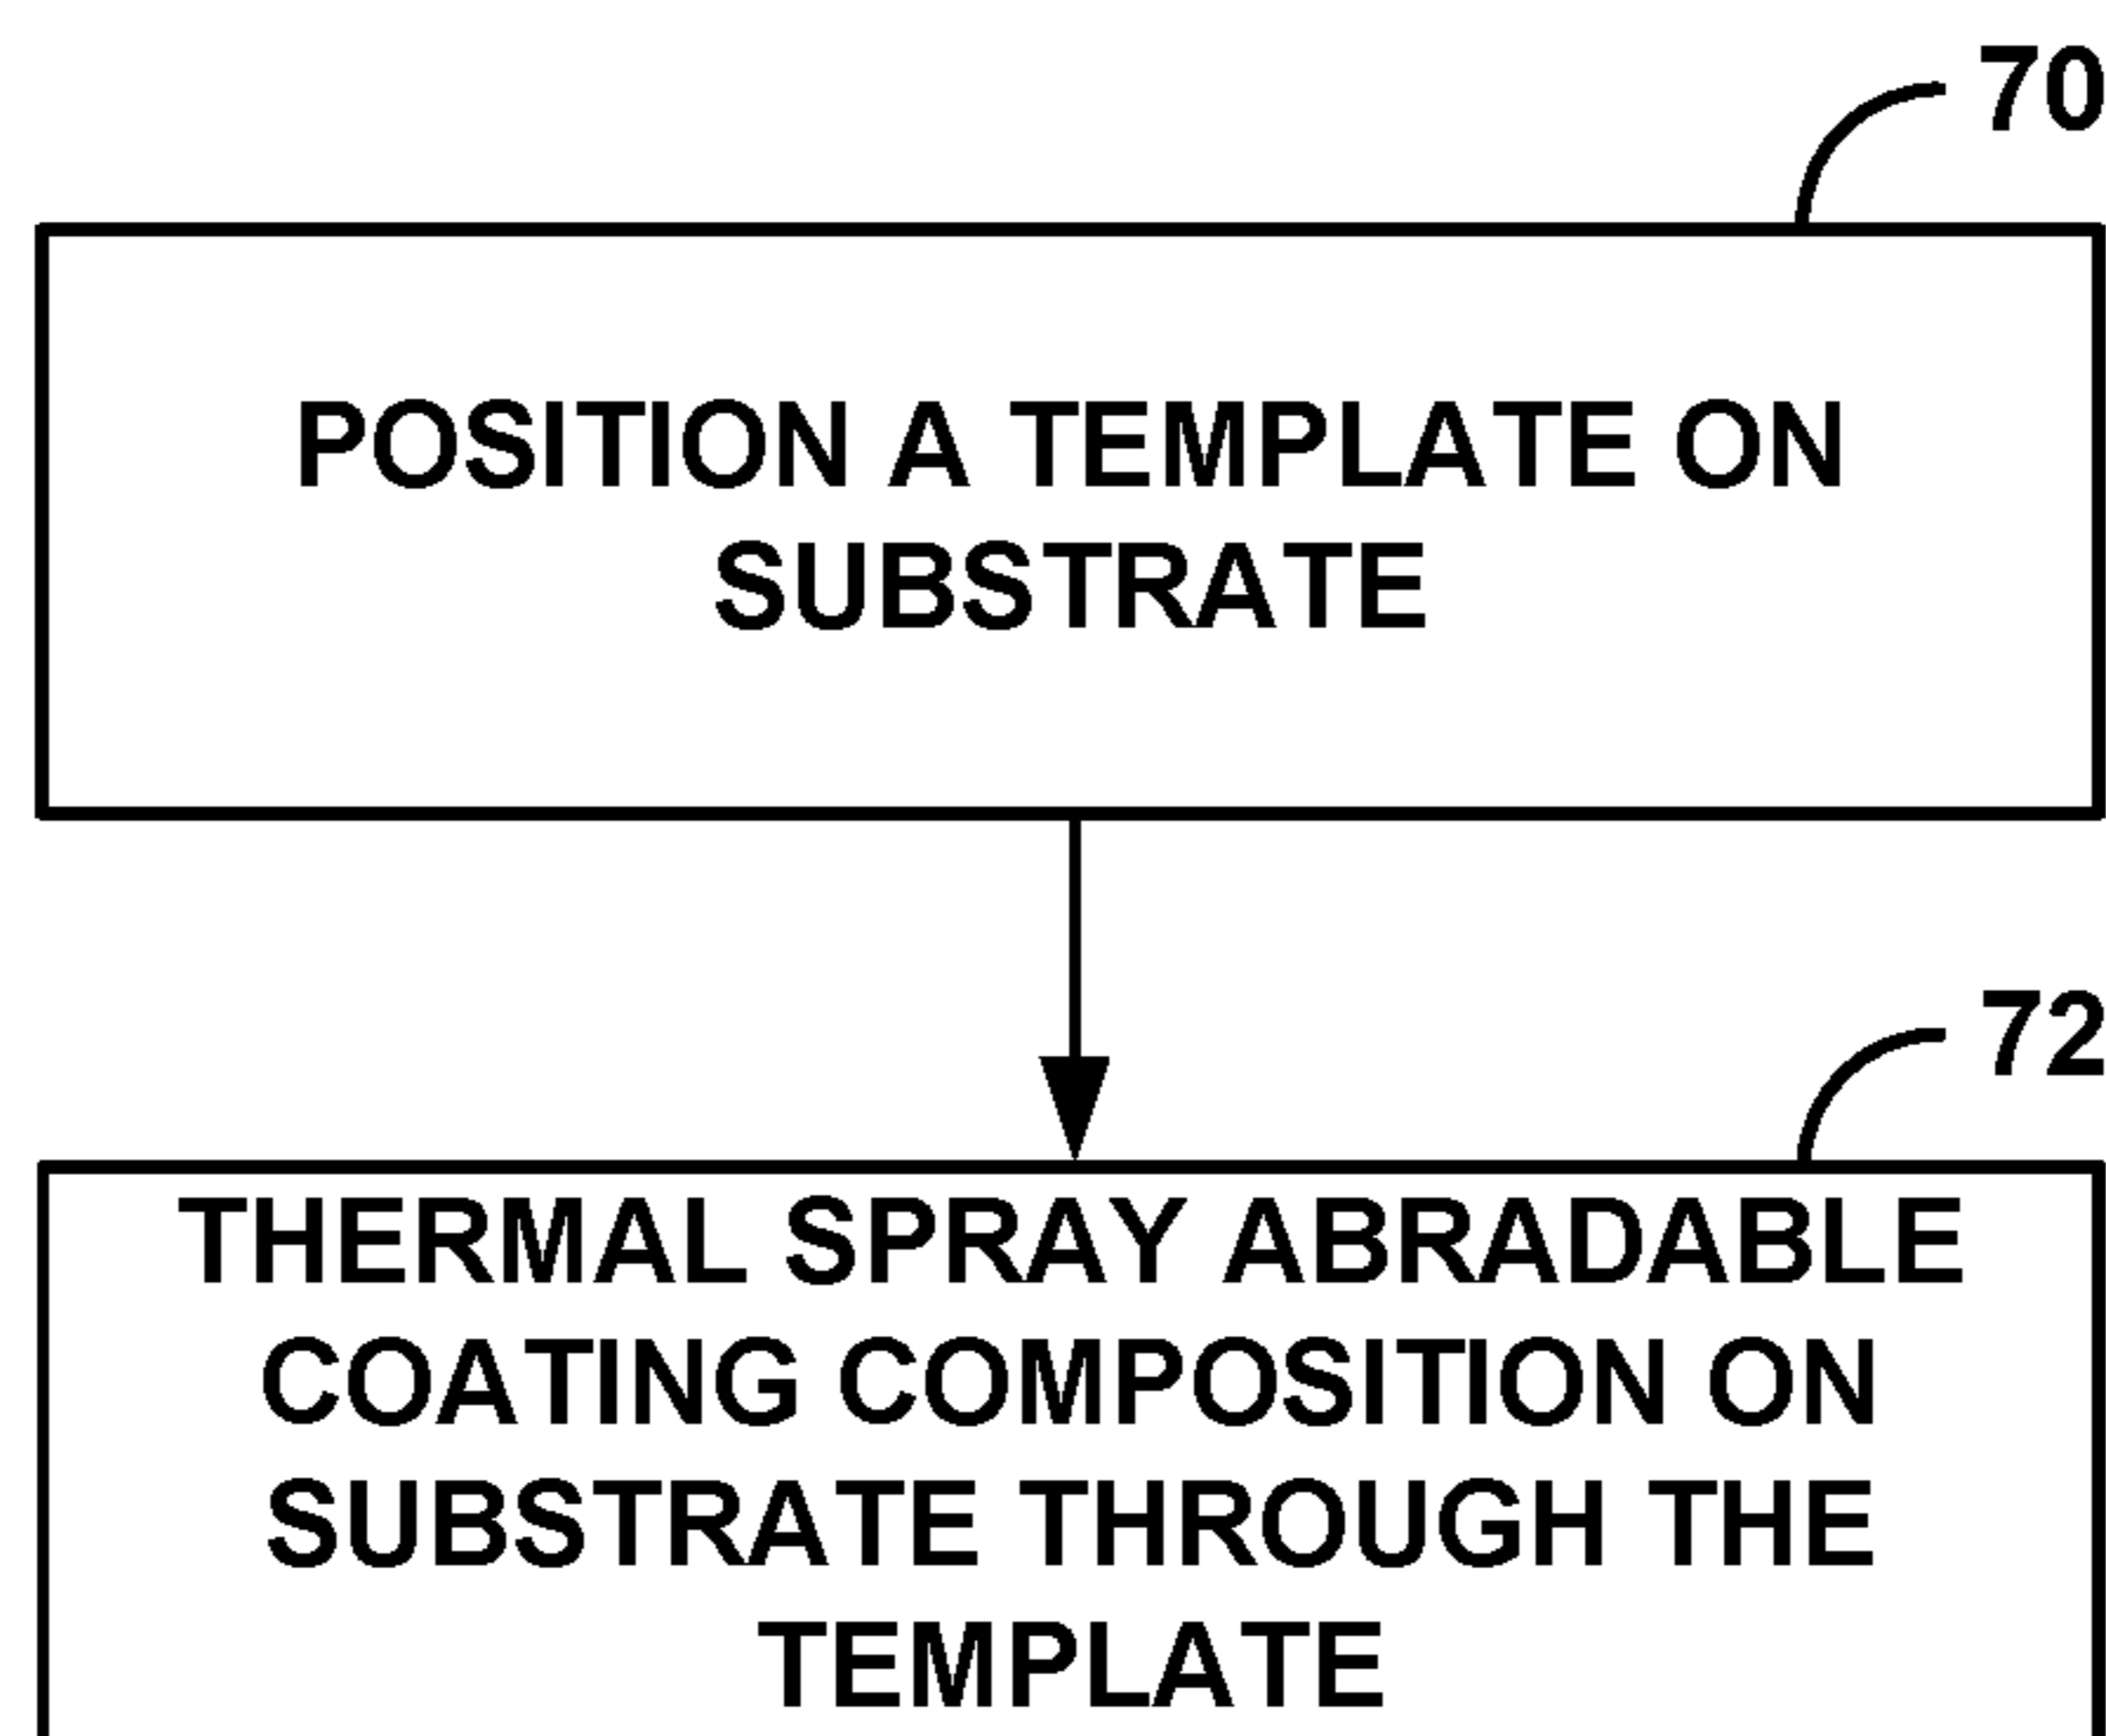 70
POSITION A TEMPLATE ON
SUBSTRATE
72
THERMAL SPRAY ABRADABLE
COATING COMPOSITION ON
SUBSTRATE THROUGH THE
TEMPLATE